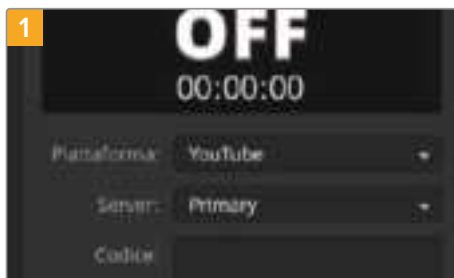 1
OFF
00:00:00
Piattaforma: YouTube
Server: Primary
Codice: